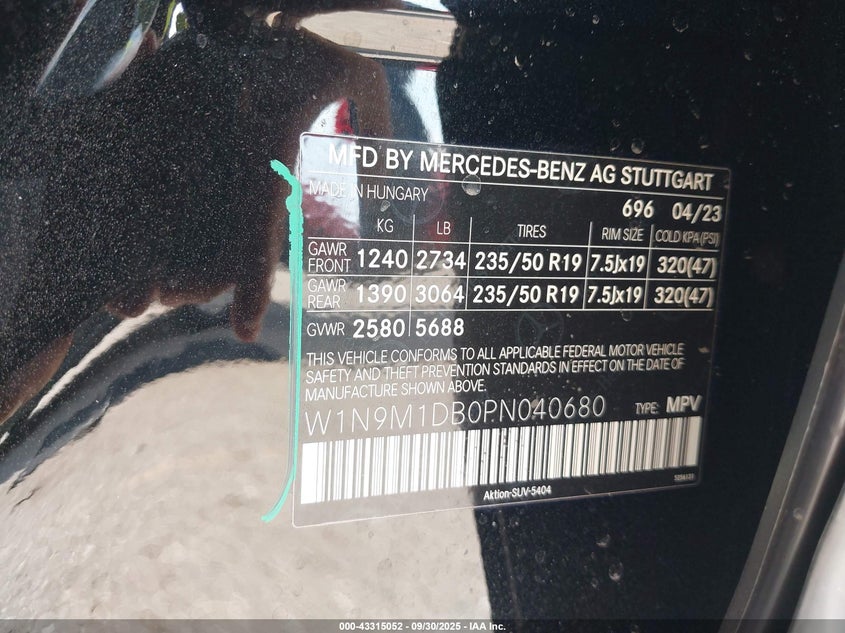 MFD BY MERCEDES-BENZ AG STUTTGART
MADE IN HUNGARY
696 04/23
KG LB TIRES RIM SIZE COLD KPA(PSI)
GAWR FRONT 1240 2734 235/50 R19 7.5Jx19 320(47)
GAWR REAR 1390 3064 235/50 R19 7.5Jx19 320(47)
GVWR 2580 5688
THIS VEHICLE CONFORMS TO ALL APPLICABLE FEDERAL MOTOR VEHICLE
SAFETY AND THEFT PREVENTION STANDARDS IN EFFECT ON THE DATE OF
MANUFACTURE SHOWN ABOVE.
W1N9M1DB0PN040680 TYPE: MPV
Aktion-SUV-5404
000-43315052 - 09/30/2025 - IAA Inc.